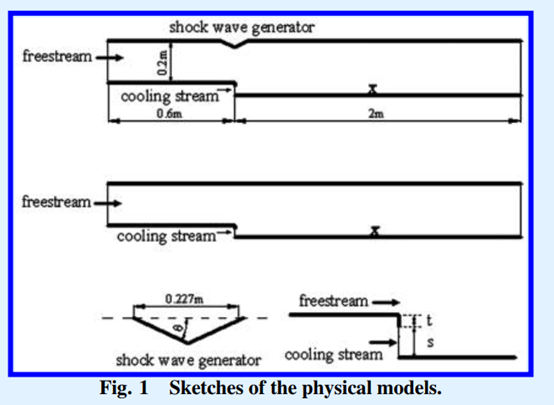 shock wave generator
freestream
0.2m
cooling stream
x
0.6m
2m
freestream
cooling stream
x
0.227m
θ
shock wave generator
freestream
t
s
cooling stream
Fig. 1 Sketches of the physical models.